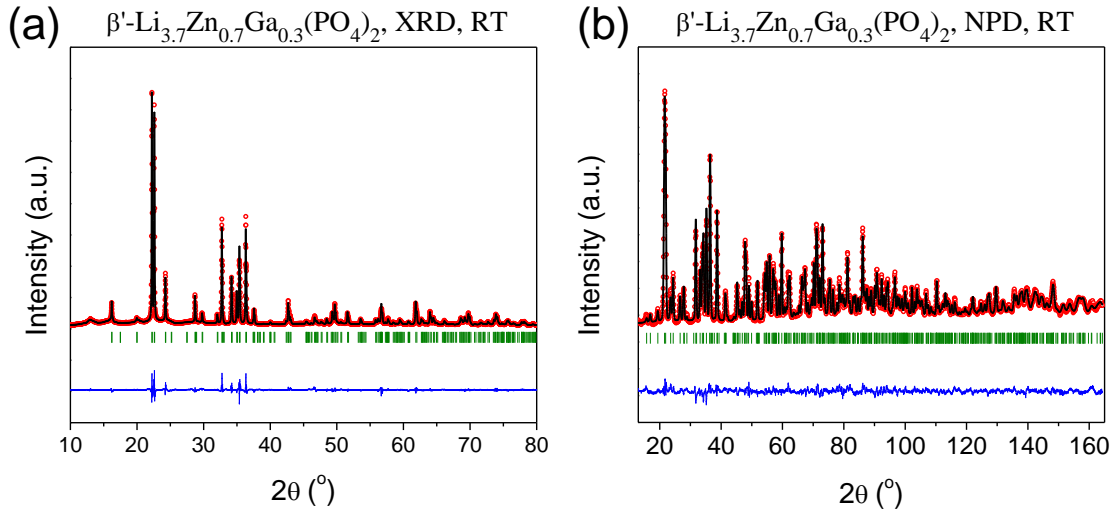 (a) β'-Li3.7Zn0.7Ga0.3(PO4)2, XRD, RT
Intensity (a.u.)
10 20 30 40 50 60 70 80
2θ (o)
(b) β'-Li3.7Zn0.7Ga0.3(PO4)2, NPD, RT
Intensity (a.u.)
20 40 60 80 100 120 140 160
2θ (o)